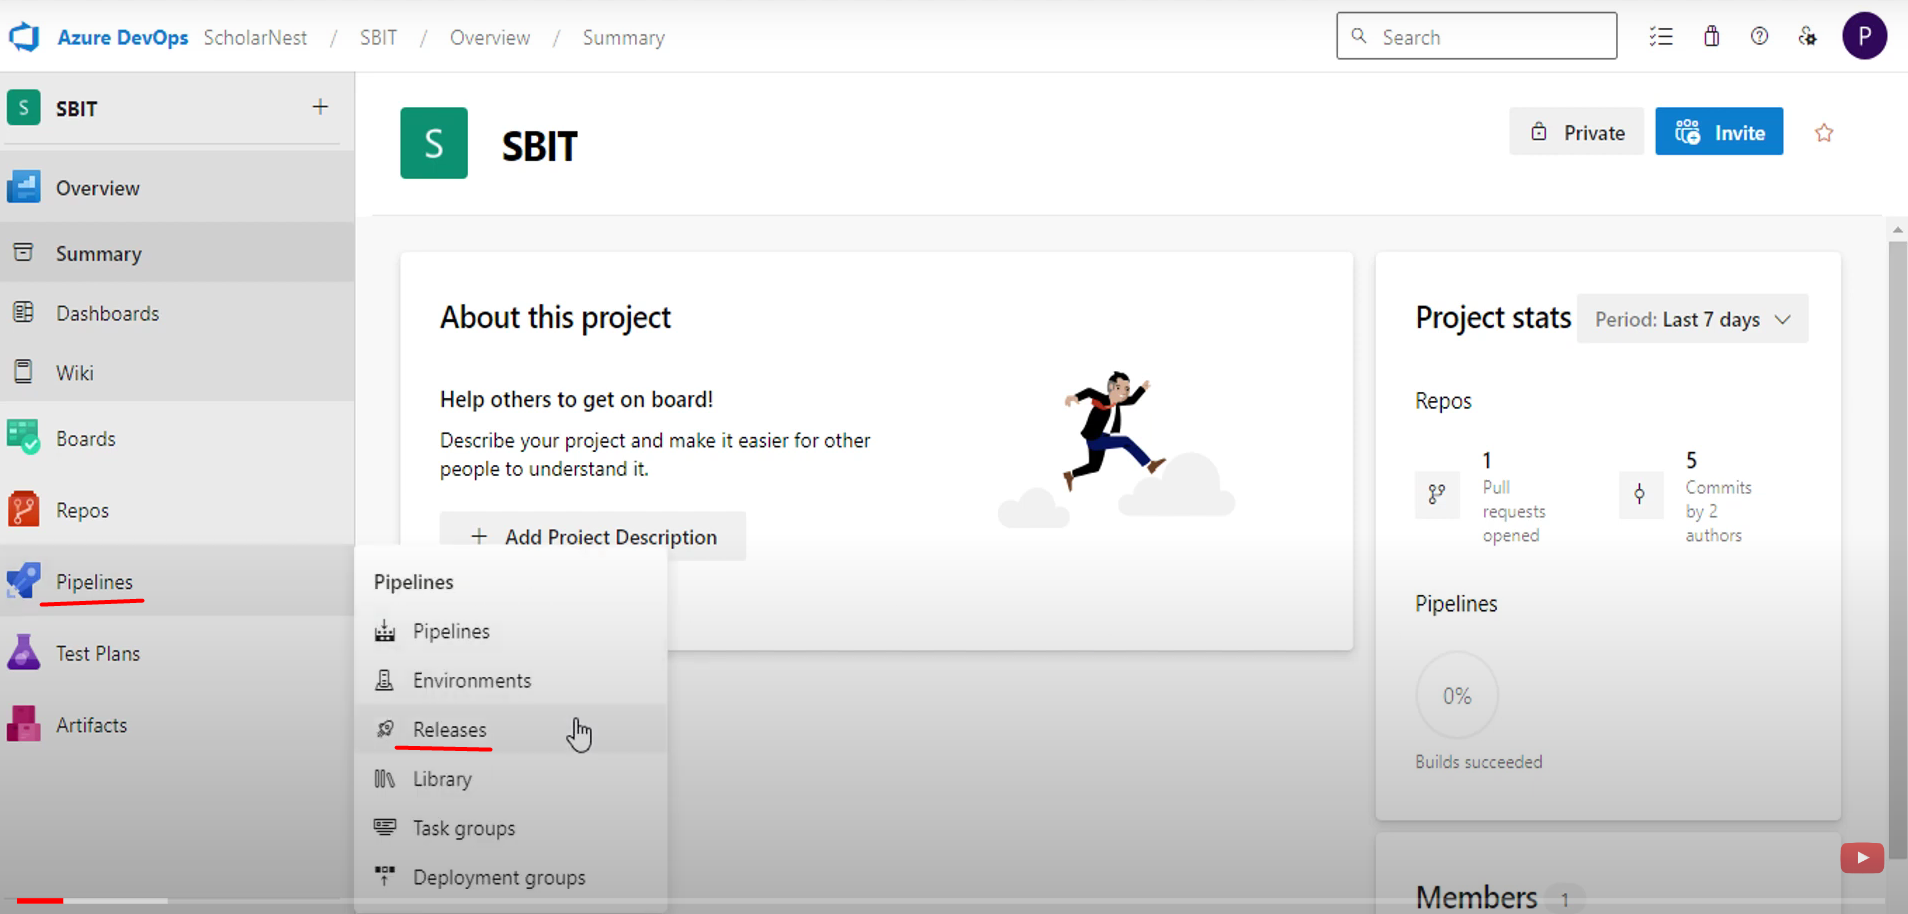 Azure DevOps ScholarNest / SBIT / Overview / Summary
Search
P
S SBIT +
Overview
Summary
Dashboards
Wiki
Boards
Repos
Pipelines
Test Plans
Artifacts
S SBIT
Private
Invite
About this project
Help others to get on board!
Describe your project and make it easier for other
people to understand it.
+ Add Project Description
Pipelines
Pipelines
Environments
Releases
Library
Task groups
Deployment groups
Project stats
Period: Last 7 days
Repos
1
Pull
requests
opened
5
Commits
by 2
authors
Pipelines
0%
Builds succeeded
Members 1